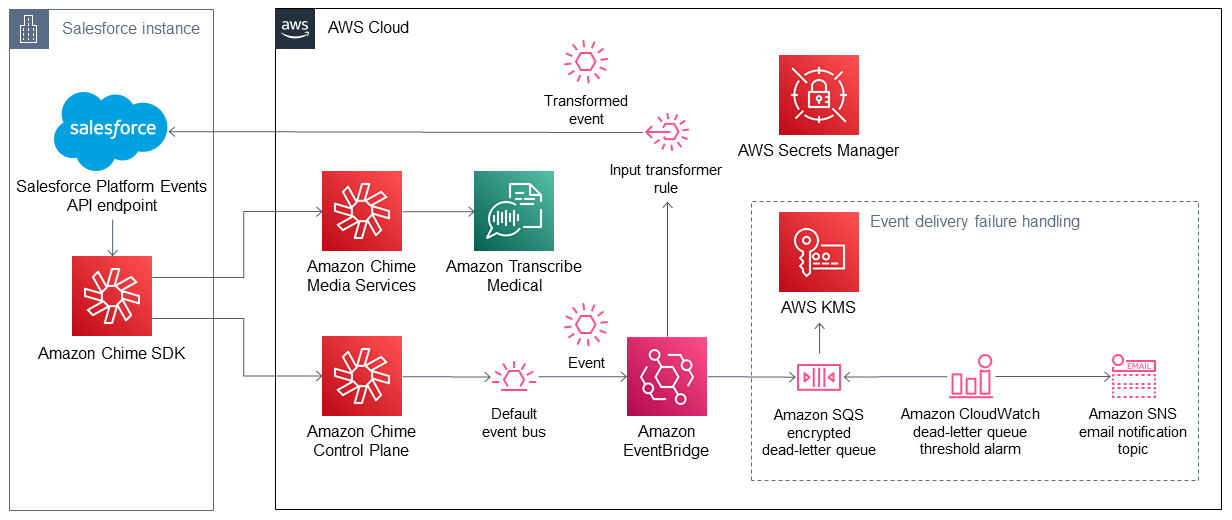 Salesforce instance
aws
AWS Cloud
salesforce
Salesforce Platform Events
API endpoint
Amazon Chime SDK
Transformed
event
Input transformer
rule
AWS Secrets Manager
Amazon Chime
Media Services
Amazon Transcribe
Medical
Amazon Chime
Control Plane
Default
event bus
Event
Amazon
EventBridge
Event delivery failure handling
AWS KMS
Amazon SQS
encrypted
dead-letter queue
Amazon CloudWatch
dead-letter queue
threshold alarm
EMAIL
Amazon SNS
email notification
topic